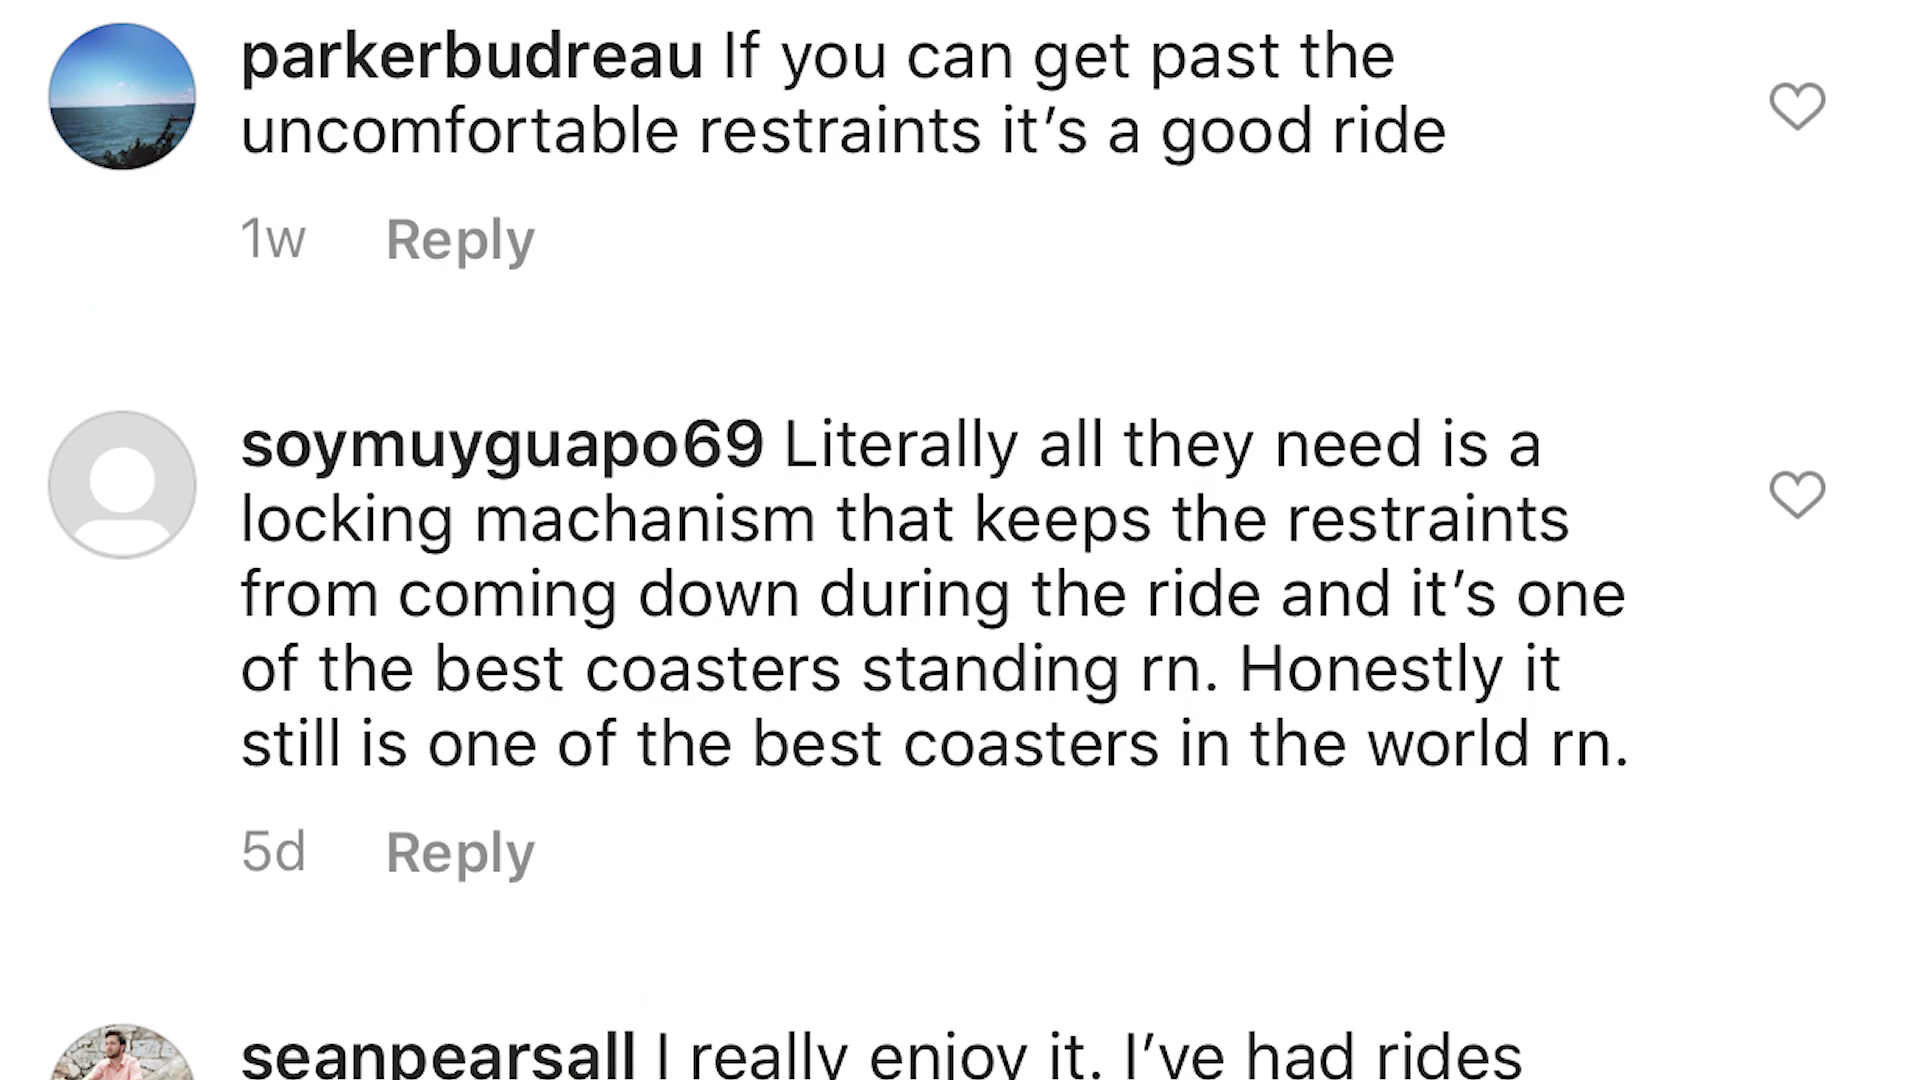 parkerbudreau If you can get past the
uncomfortable restraints it’s a good ride
1w Reply
soymuyguapo69 Literally all they need is a
locking machanism that keeps the restraints
from coming down during the ride and it’s one
of the best coasters standing rn. Honestly it
still is one of the best coasters in the world rn.
5d Reply
seanpearsall I really enjoy it. I’ve had rides